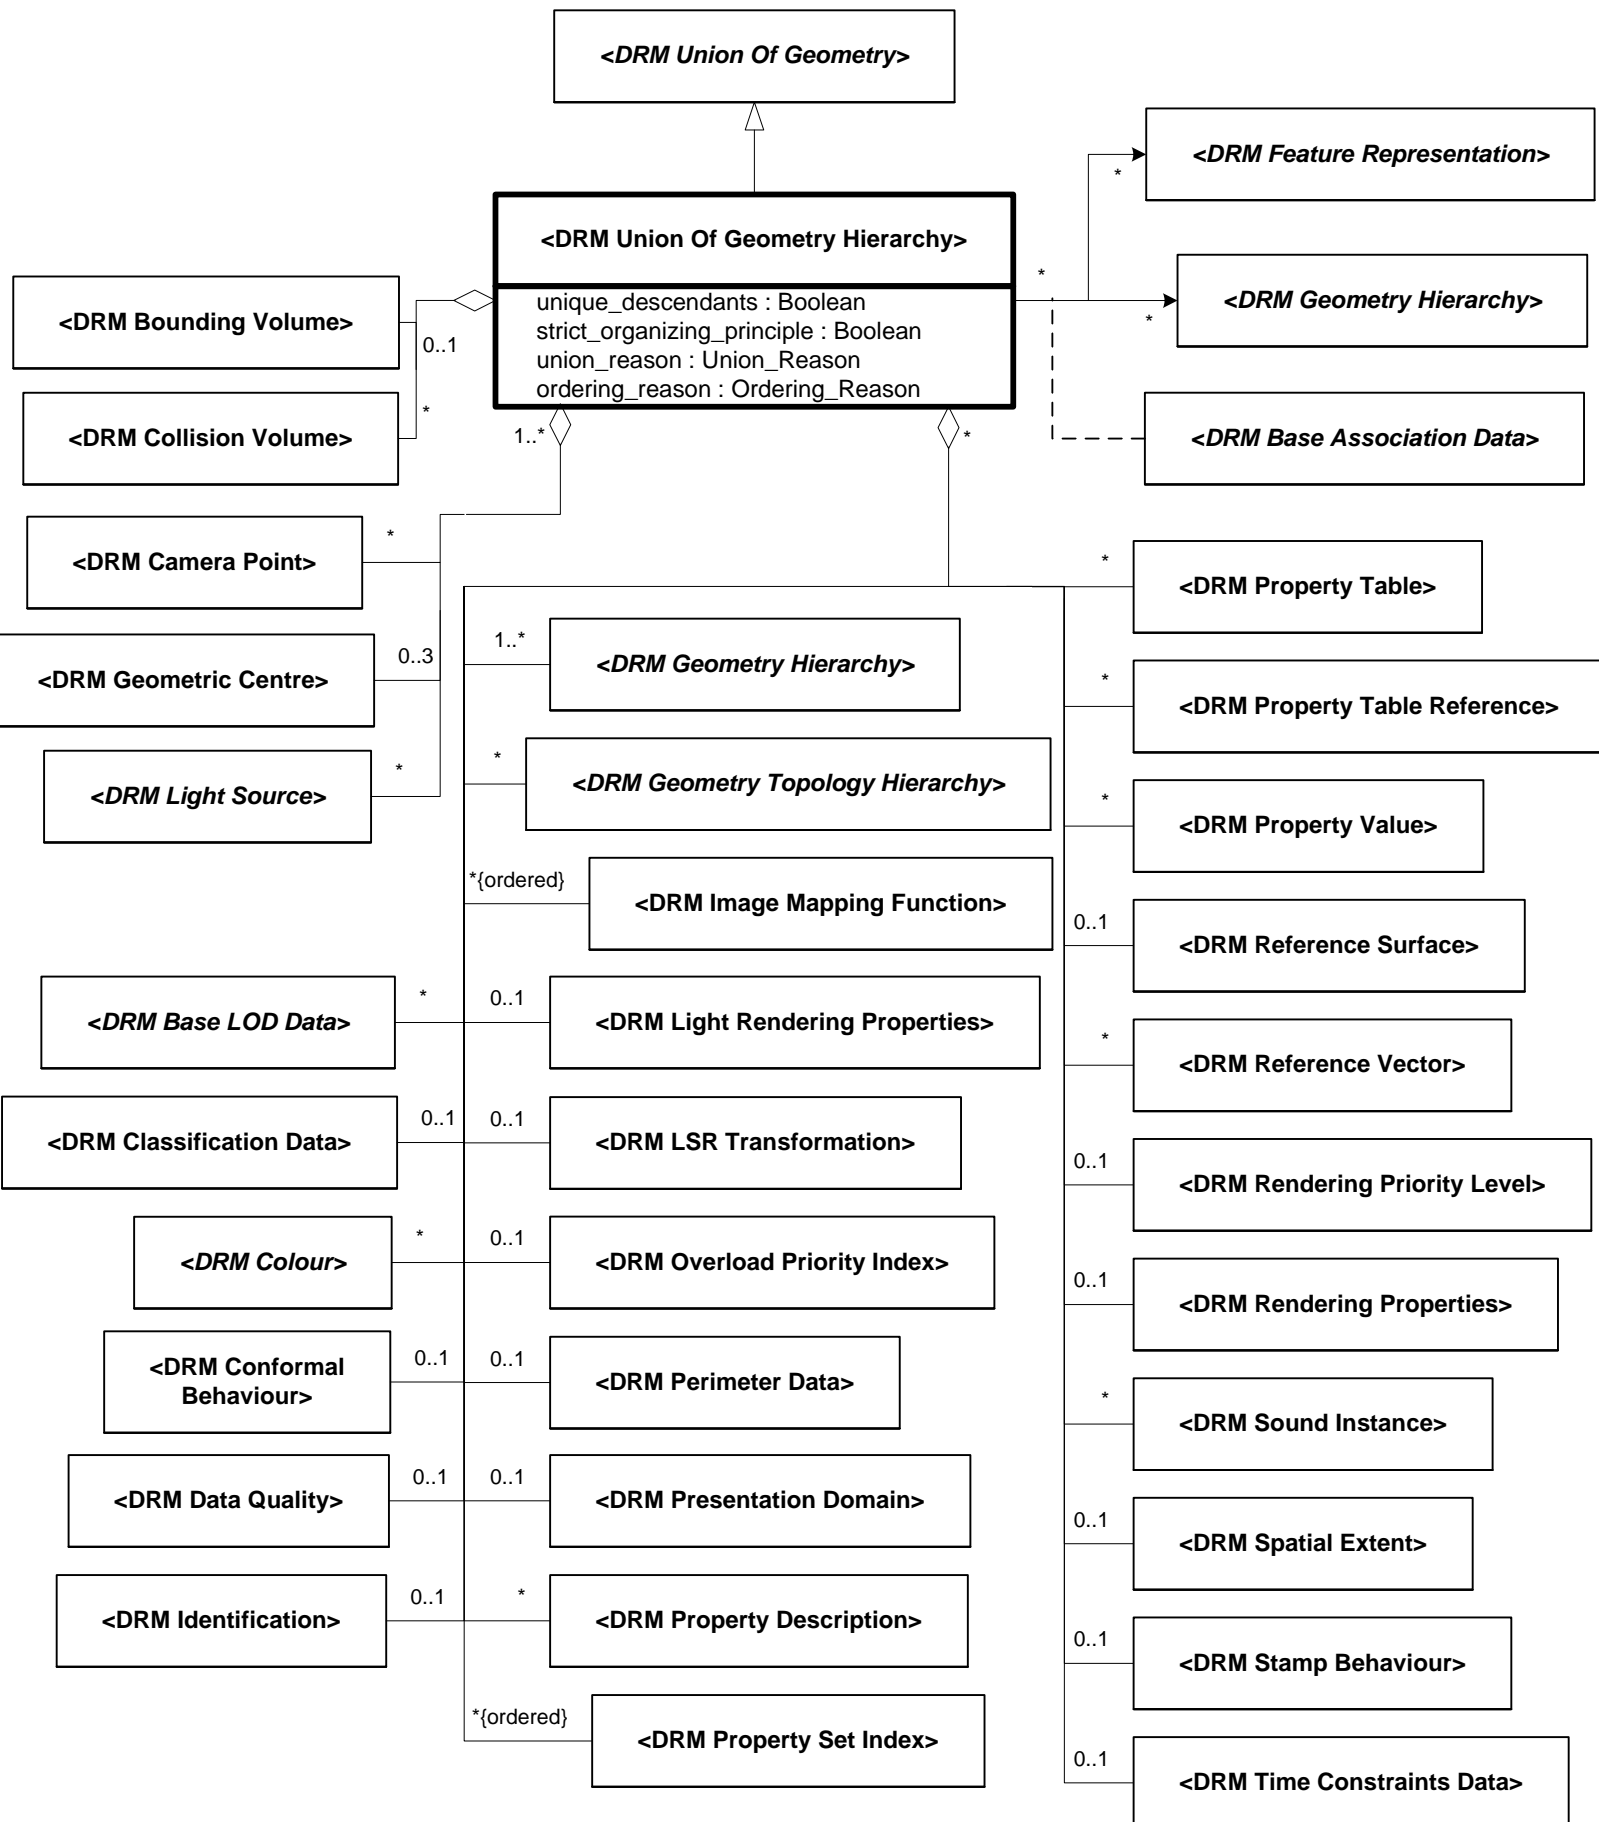 <DRM Union Of Geometry>
<DRM Feature Representation>
*
<DRM Union Of Geometry Hierarchy>
unique_descendants : Boolean
strict_organizing_principle : Boolean
union_reason : Union_Reason
ordering_reason : Ordering_Reason
*
<DRM Geometry Hierarchy>
*
<DRM Base Association Data>
<DRM Bounding Volume>
0..1
<DRM Collision Volume>
*
1..*
*
<DRM Camera Point>
*
<DRM Geometric Centre>
0..3
<DRM Light Source>
*
1..*
<DRM Geometry Hierarchy>
*
<DRM Geometry Topology Hierarchy>
*{ordered}
<DRM Image Mapping Function>
<DRM Base LOD Data>
*
0..1
<DRM Light Rendering Properties>
<DRM Classification Data>
0..1
0..1
<DRM LSR Transformation>
<DRM Colour>
*
0..1
<DRM Overload Priority Index>
<DRM Conformal
Behaviour>
0..1
0..1
<DRM Perimeter Data>
<DRM Data Quality>
0..1
0..1
<DRM Presentation Domain>
<DRM Identification>
0..1
*
<DRM Property Description>
*{ordered}
<DRM Property Set Index>
*
<DRM Property Table>
*
<DRM Property Table Reference>
*
<DRM Property Value>
0..1
<DRM Reference Surface>
*
<DRM Reference Vector>
0..1
<DRM Rendering Priority Level>
0..1
<DRM Rendering Properties>
*
<DRM Sound Instance>
0..1
<DRM Spatial Extent>
0..1
<DRM Stamp Behaviour>
0..1
<DRM Time Constraints Data>